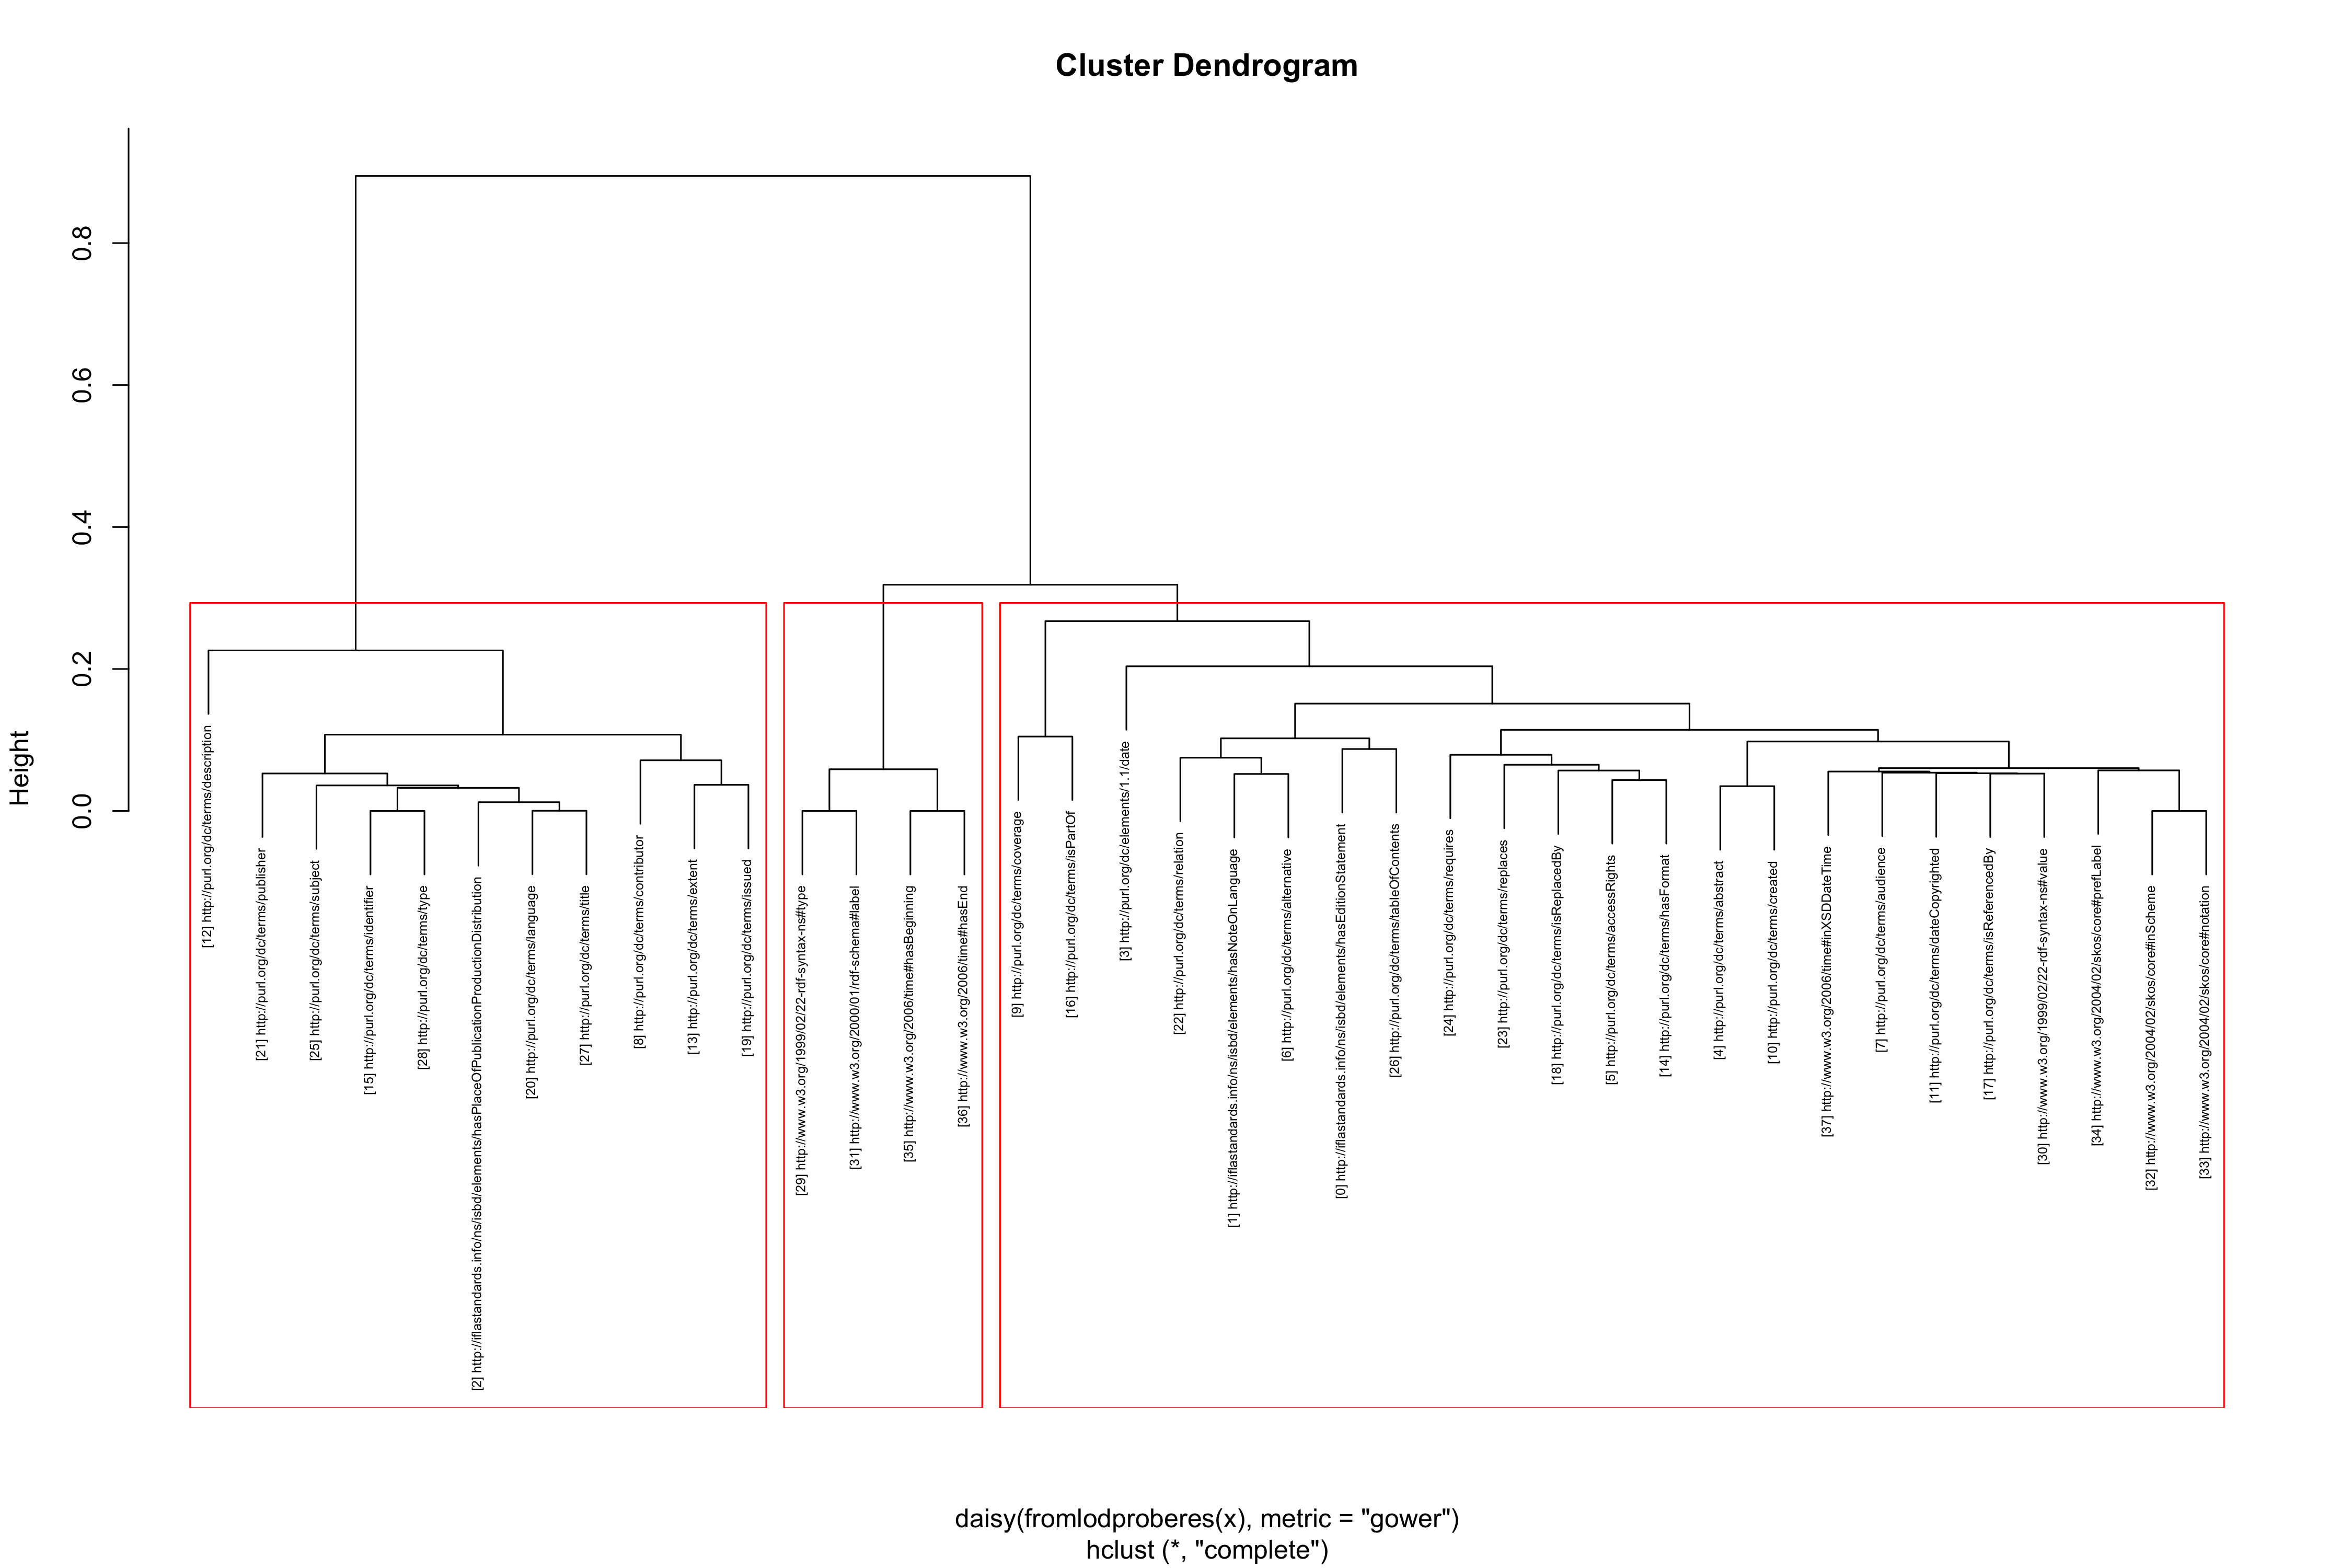 Cluster Dendrogram
Height
0.0
0.2
0.4
0.6
0.8
[12] http://purl.org/dc/terms/description
[21] http://purl.org/dc/terms/publisher
[25] http://purl.org/dc/terms/subject
[15] http://purl.org/dc/terms/identifier
[28] http://purl.org/dc/terms/type
[2] http://iflastandards.info/ns/isbd/elements/hasPlaceOfPublicationProductionDistribution
[20] http://purl.org/dc/terms/language
[27] http://purl.org/dc/terms/title
[8] http://purl.org/dc/terms/contributor
[13] http://purl.org/dc/terms/extent
[19] http://purl.org/dc/terms/issued
[29] http://www.w3.org/1999/02/22-rdf-syntax-ns#type
[31] http://www.w3.org/2000/01/rdf-schema#label
[35] http://www.w3.org/2006/time#hasBeginning
[36] http://www.w3.org/2006/time#hasEnd
[9] http://purl.org/dc/terms/coverage
[16] http://purl.org/dc/terms/isPartOf
[3] http://purl.org/dc/elements/1.1/date
[22] http://purl.org/dc/terms/relation
[1] http://iflastandards.info/ns/isbd/elements/hasNoteOnLanguage
[6] http://purl.org/dc/terms/alternative
[0] http://iflastandards.info/ns/isbd/elements/hasEditionStatement
[26] http://purl.org/dc/terms/tableOfContents
[24] http://purl.org/dc/terms/requires
[23] http://purl.org/dc/terms/replaces
[18] http://purl.org/dc/terms/isReplacedBy
[5] http://purl.org/dc/terms/accessRights
[14] http://purl.org/dc/terms/hasFormat
[4] http://purl.org/dc/terms/abstract
[10] http://purl.org/dc/terms/created
[37] http://www.w3.org/2006/time#inXSDDateTime
[7] http://purl.org/dc/terms/audience
[11] http://purl.org/dc/terms/dateCopyrighted
[17] http://purl.org/dc/terms/isReferencedBy
[30] http://www.w3.org/1999/02/22-rdf-syntax-ns#value
[34] http://www.w3.org/2004/02/skos/core#prefLabel
[32] http://www.w3.org/2004/02/skos/core#inScheme
[33] http://www.w3.org/2004/02/skos/core#notation
daisy(fromlodproberes(x), metric = "gower")
hclust (*, "complete")